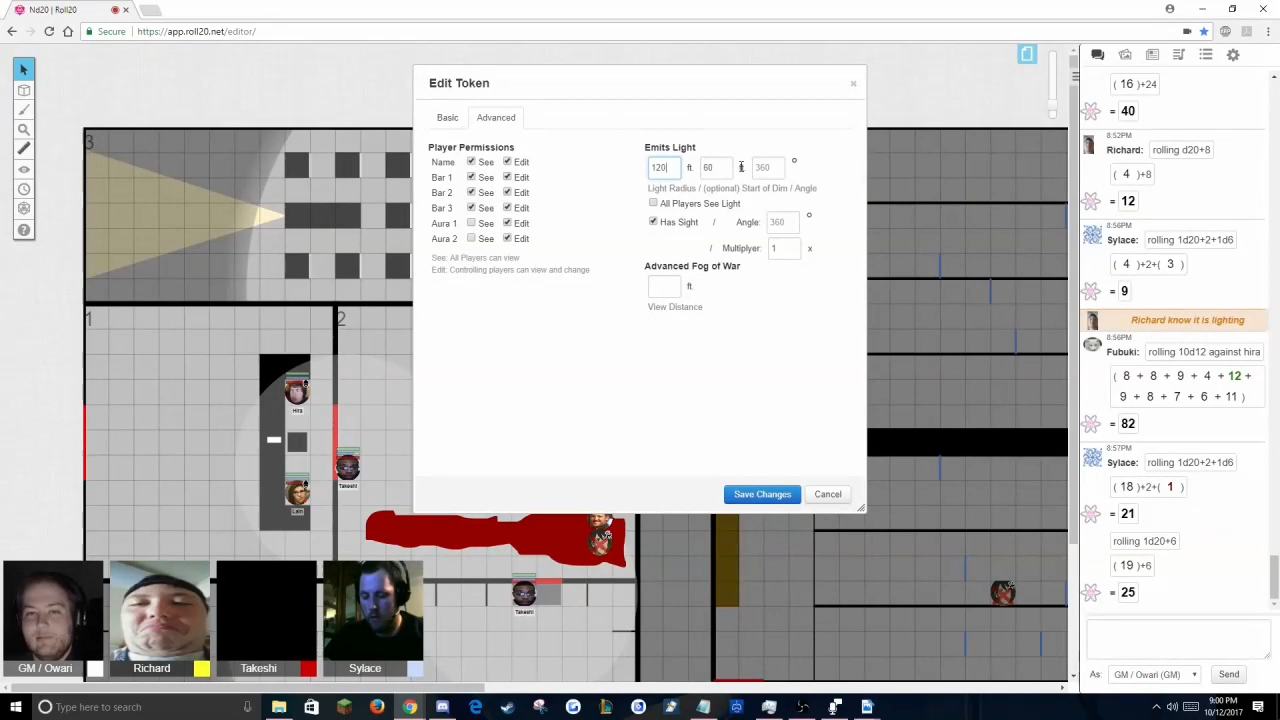 Nd20 | Roll20
Secure
https://app.roll20.net/editor/
3
1
2
Hira
Takeshi
Lain
Takeshi
Edit Token
×
Basic
Advanced
Player Permissions
Name See Edit
Bar 1 See Edit
Bar 2 See Edit
Bar 3 See Edit
Aura 1 See Edit
Aura 2 See Edit
See: All Players can view
Edit: Controlling players can view and change
Emits Light
120 ft. 60 360 °
Light Radius / (optional) Start of Dim / Angle
All Players See Light
Has Sight / Angle: 360 °
/ Multiplyer: 1 x
Advanced Fog of War
ft.
View Distance
Save Changes
Cancel
( 16 )+24
= 40
8:52PM
Richard: rolling d20+8
( 4 )+8
= 12
8:56PM
Sylace: rolling 1d20+2+1d6
( 4 )+2+( 3 )
= 9
Richard know it is lighting
8:56PM
Fubuki: rolling 10d12 against hira
( 8 + 8 + 9 + 4 + 12 +
9 + 8 + 7 + 6 + 11 )
= 82
8:57PM
Sylace: rolling 1d20+2+1d6
( 18 )+2+( 1 )
= 21
rolling 1d20+6
( 19 )+6
= 25
As: GM / Owari (GM)
Send
GM / Owari
Richard
Takeshi
Sylace
Type here to search
9:00 PM
10/12/2017